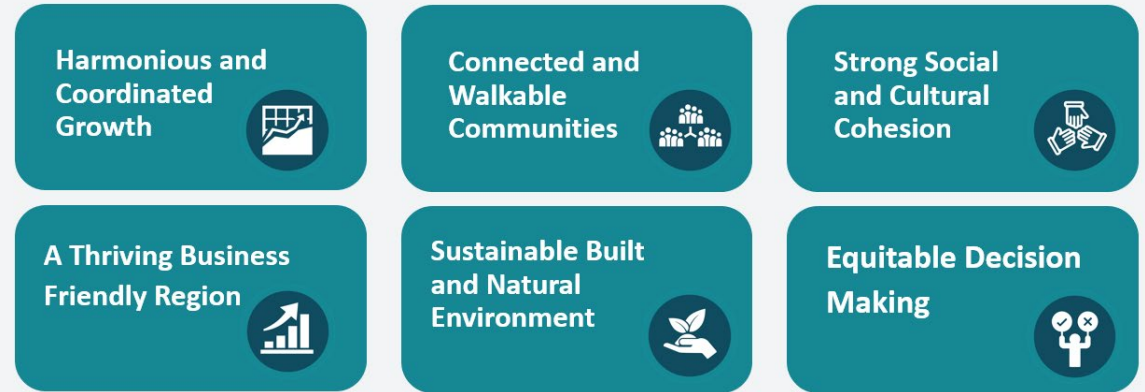 Harmonious and
Coordinated
Growth
Connected and
Walkable
Communities
Strong Social
and Cultural
Cohesion
A Thriving Business
Friendly Region
Sustainable Built
and Natural
Environment
Equitable Decision
Making